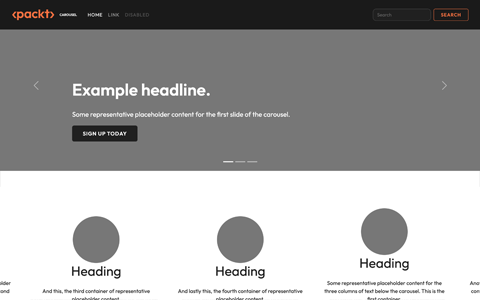 <packt> CAROUSEL HOME LINK DISABLED Search SEARCH
Example headline.
Some representative placeholder content for the first slide of the carousel.
SIGN UP TODAY
Heading
Heading
Heading
And this, the third container of representative
placeholder content.
And lastly this, the fourth container of representative
placeholder content.
Some representative placeholder content for the
three columns of text below the carousel. This is the
first container.